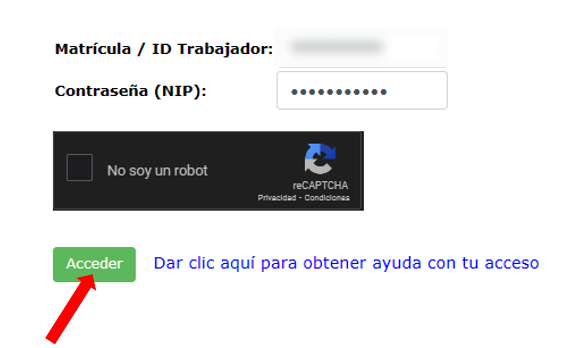 Matrícula / ID Trabajador:
Contraseña (NIP):
No soy un robot
reCAPTCHA
Privacidad - Condiciones
Acceder
Dar clic aquí para obtener ayuda con tu acceso